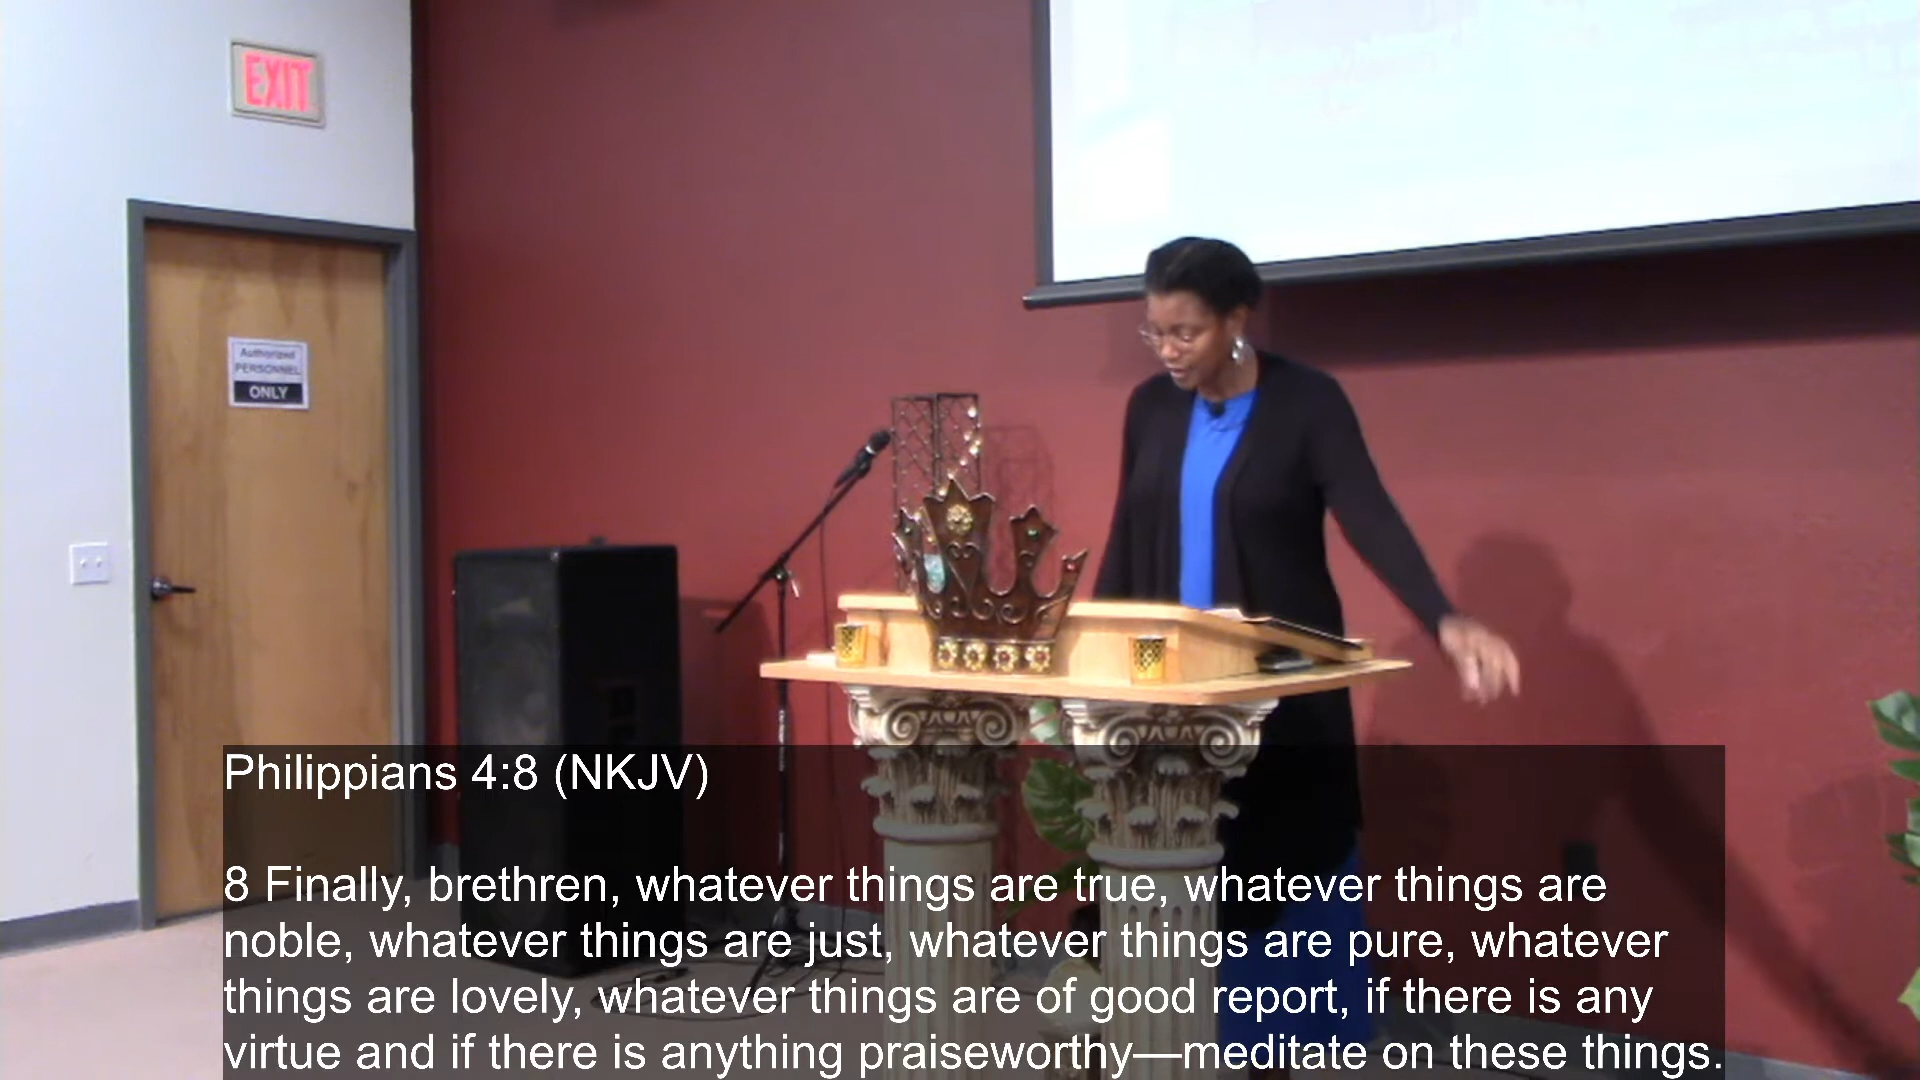 EXIT
Authorized
PERSONNEL
ONLY
Philippians 4:8 (NKJV)
8 Finally, brethren, whatever things are true, whatever things are
noble, whatever things are just, whatever things are pure, whatever
things are lovely, whatever things are of good report, if there is any
virtue and if there is anything praiseworthy—meditate on these things.